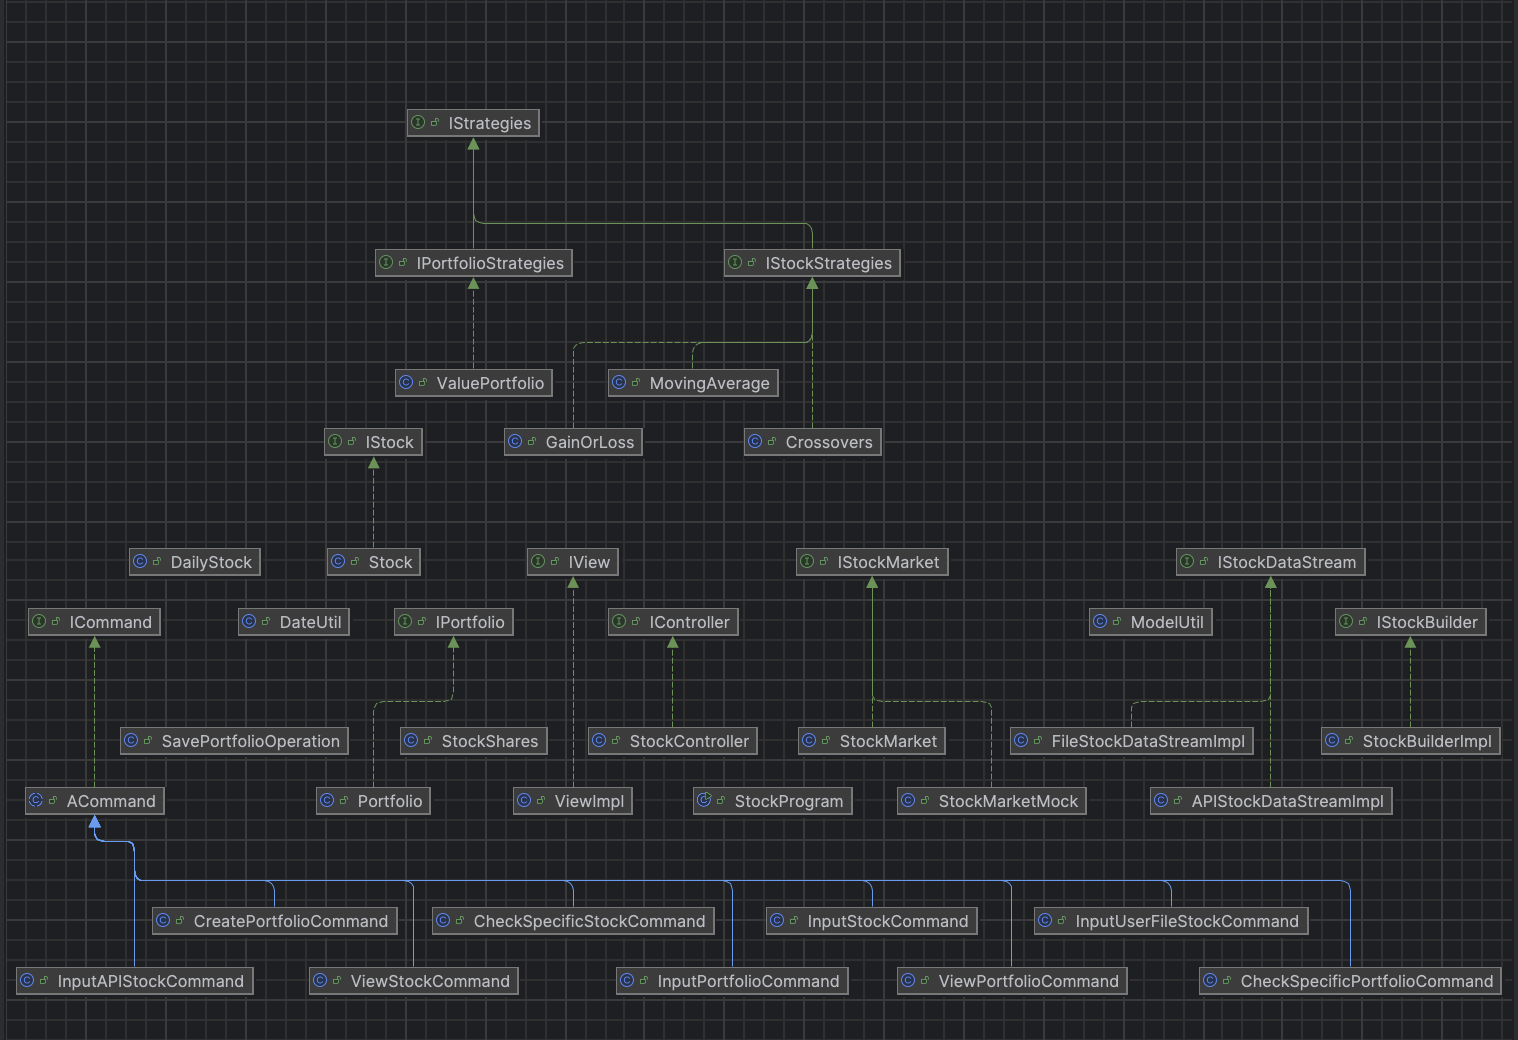 IStrategies
IPortfolioStrategies
IStockStrategies
ValuePortfolio
MovingAverage
IStock
GainOrLoss
Crossovers
DailyStock
Stock
IView
IStockMarket
IStockDataStream
ICommand
DateUtil
IPortfolio
IController
ModelUtil
IStockBuilder
SavePortfolioOperation
StockShares
StockController
StockMarket
FileStockDataStreamImpl
StockBuilderImpl
ACommand
Portfolio
ViewImpl
StockProgram
StockMarketMock
APIStockDataStreamImpl
CreatePortfolioCommand
CheckSpecificStockCommand
InputStockCommand
InputUserFileStockCommand
InputAPIStockCommand
ViewStockCommand
InputPortfolioCommand
ViewPortfolioCommand
CheckSpecificPortfolioCommand